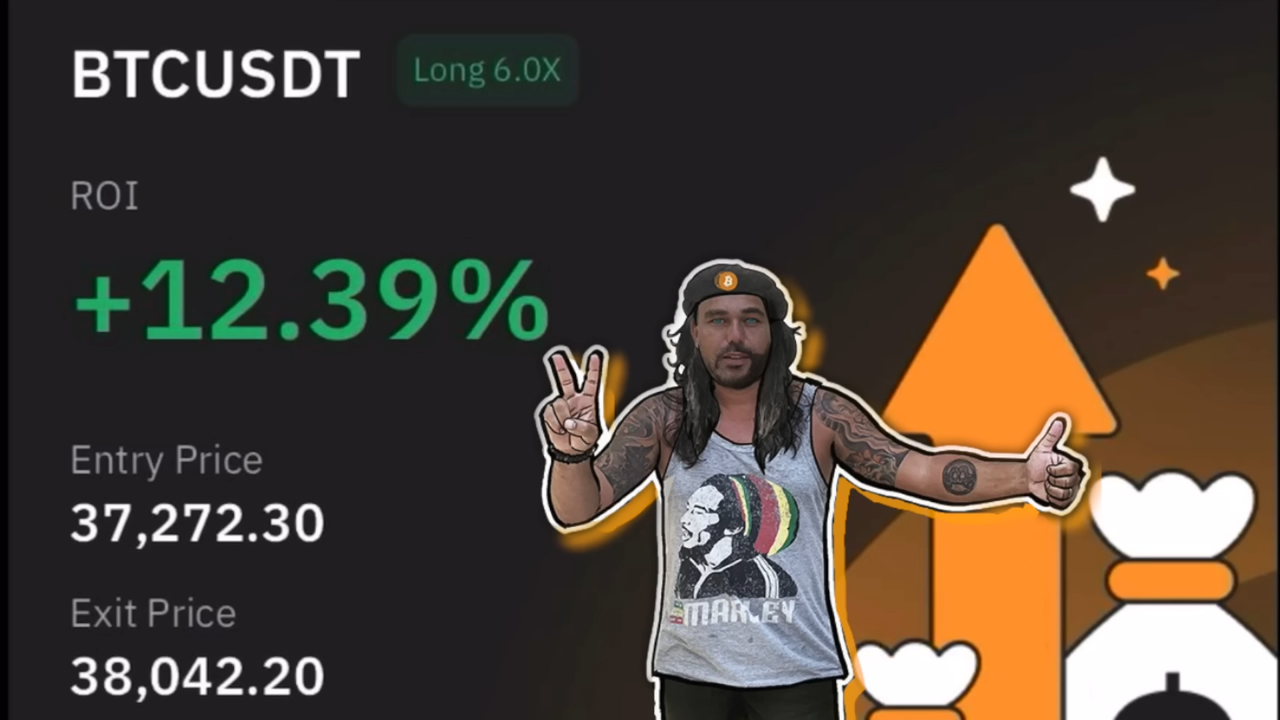 BTCUSDT Long 6.0X
ROI
+12.39%
Entry Price
37,272.30
Exit Price
38,042.20
MARLEY